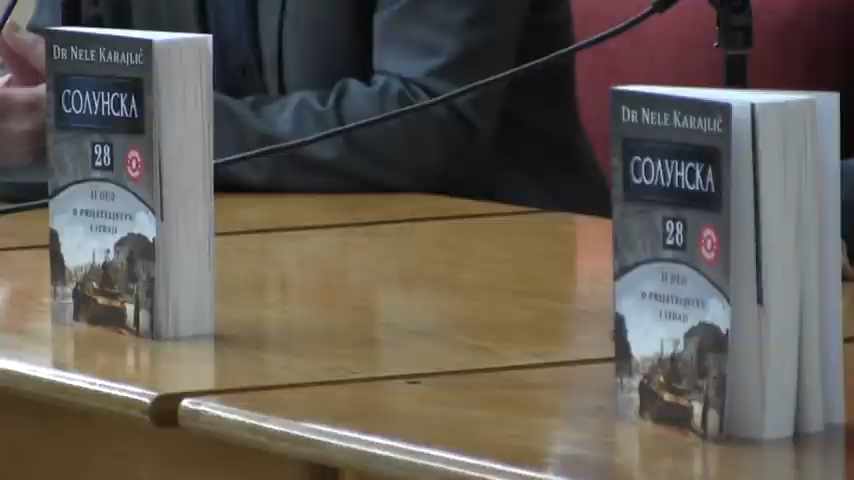 DR NELE KARAJLIĆ
СОЛУНСКА
28
II DEO
O PRIJATELJSTVU
I IZDAJI
DR NELE KARAJLIĆ
СОЛУНСКА
28
II DEO
O PRIJATELJSTVU
I IZDAJI